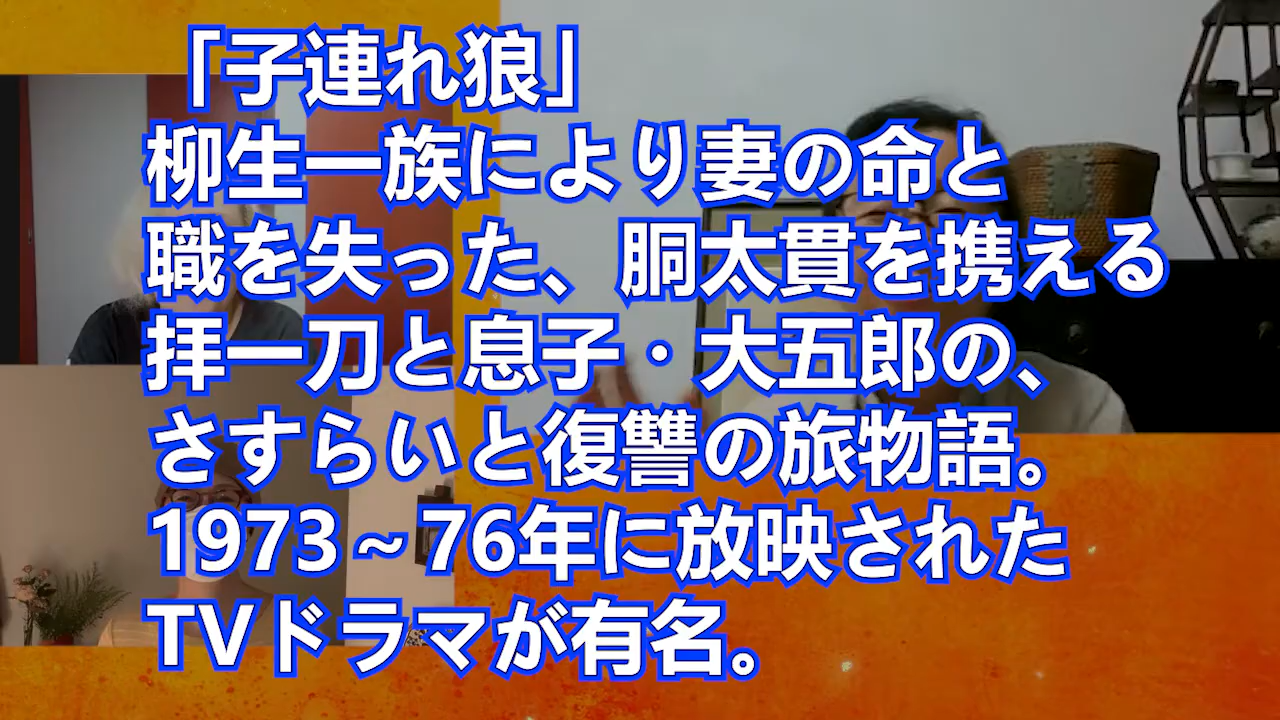 「子連れ狼」
柳生一族により妻の命と
職を失った、胴太貫を携える
拝一刀と息子・大五郎の、
さすらいと復讐の旅物語。
1973～76年に放映された
TVドラマが有名。